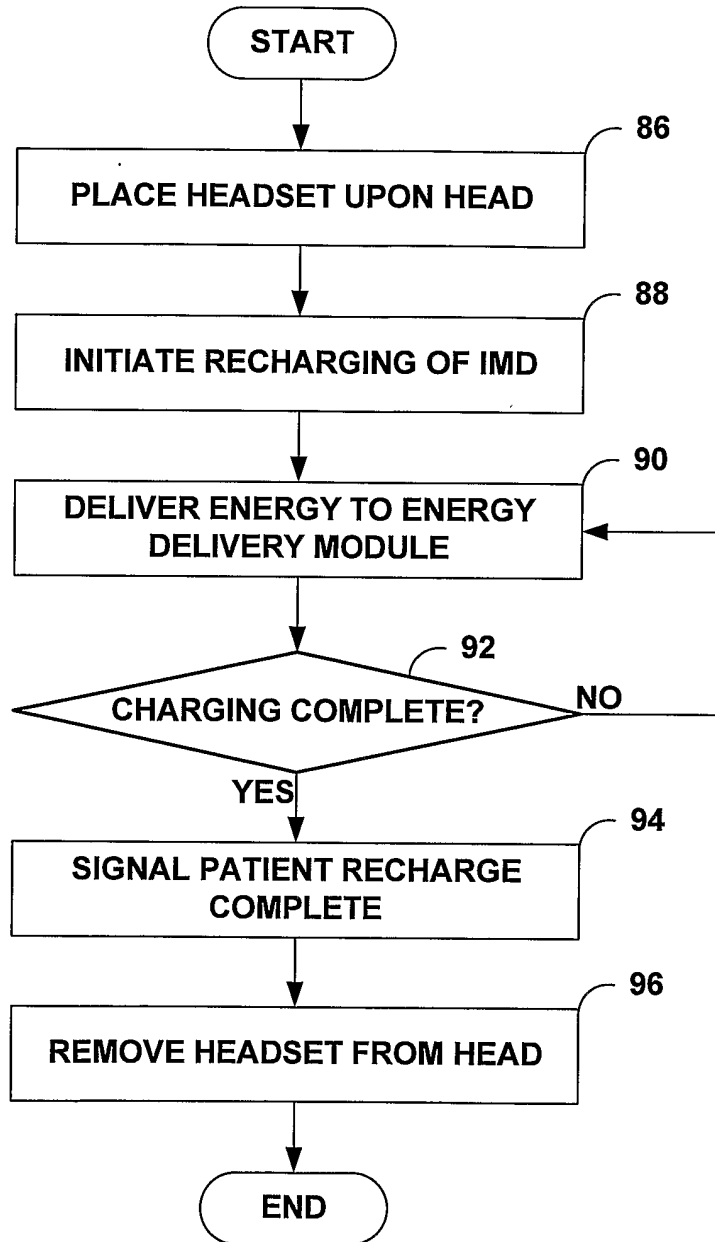 START
86
PLACE HEADSET UPON HEAD
88
INITIATE RECHARGING OF IMD
90
DELIVER ENERGY TO ENERGY
DELIVERY MODULE
92
CHARGING COMPLETE?
NO
YES
94
SIGNAL PATIENT RECHARGE
COMPLETE
96
REMOVE HEADSET FROM HEAD
END